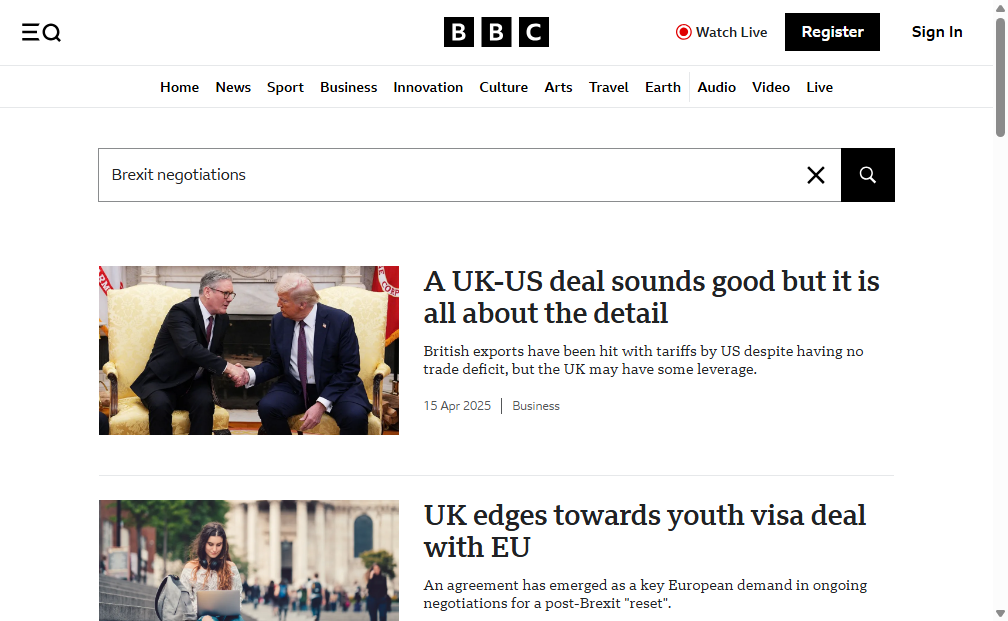 BBC
Watch Live
Register
Sign In
Home News Sport Business Innovation Culture Arts Travel Earth Audio Video Live
Brexit negotiations
A UK-US deal sounds good but it is
all about the detail
British exports have been hit with tariffs by US despite having no
trade deficit, but the UK may have some leverage.
15 Apr 2025 | Business
UK edges towards youth visa deal
with EU
An agreement has emerged as a key European demand in ongoing
negotiations for a post-Brexit "reset".